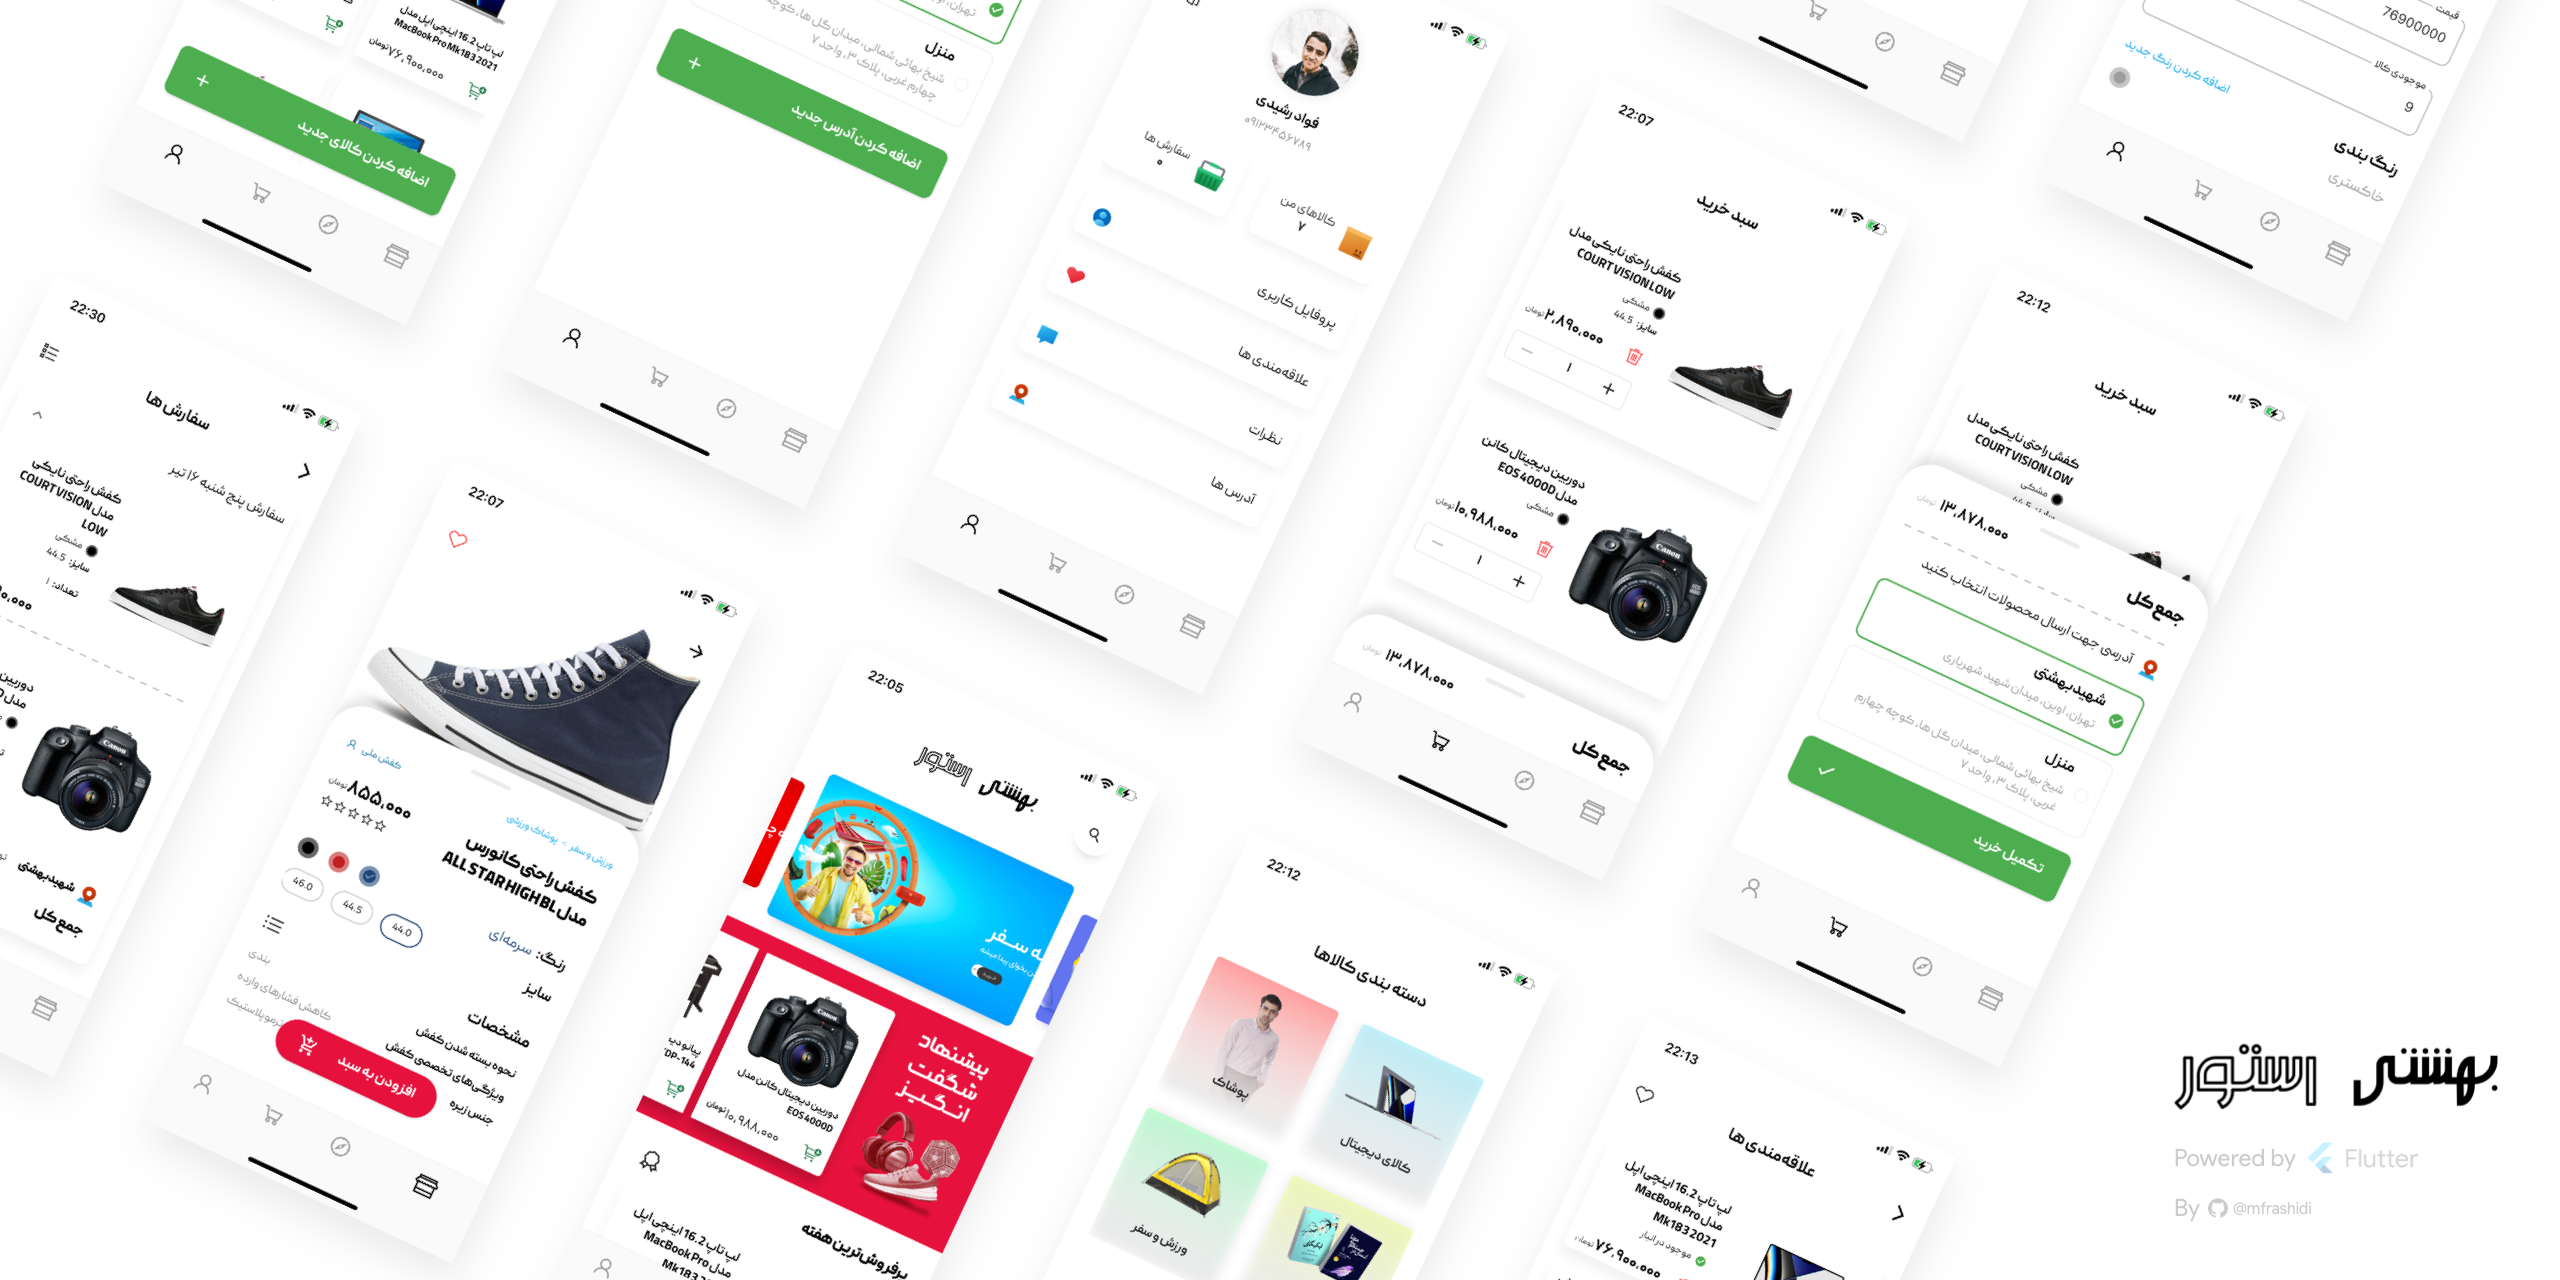 لپ تاپ 16.2 اینچی اپل مدل
MacBook Pro Mk183 2021
۷۶,۹۰۰,۰۰۰ تومان
اضافه کردن کالای جدید
منزل
شیخ بهائی شمالی، میدان گل ها، کوچه
چهارم غربی، پلاک ۳، واحد ۷
اضافه کردن آدرس جدید
فواد رشیدی
۰۹۱۲۳۴۵۶۷۸۹
سفارش ها
۰
کالاهای من
۷
پروفایل کاربری
علاقه‌مندی ها
نظرات
آدرس ها
22:07
سبد خرید
کفش راحتی نایکی مدل
COURT VISION LOW
مشکی
سایز: 44.5
۲,۸۹۰,۰۰۰ تومان
۱
دوربین دیجیتال کانن
مدل EOS 4000D
مشکی
۱۰,۹۸۸,۰۰۰ تومان
۱
جمع کل
۱۳,۸۷۸,۰۰۰ تومان
قیمت
7690000
موجودی کالا
9
اضافه کردن رنگ جدید
رنگ بندی
خاکستری
22:12
سبد خرید
کفش راحتی نایکی مدل
COURT VISION LOW
مشکی
جمع کل
۱۳,۸۷۸,۰۰۰ تومان
آدرسی جهت ارسال محصولات انتخاب کنید
شهید بهشتی
تهران، اوین، میدان شهید شهریاری
منزل
شیخ بهائی شمالی، میدان گل ها، کوچه چهارم
غربی، پلاک ۳، واحد ۷
تکمیل خرید
22:30
سفارش ها
سفارش پنج شنبه ۱۶ تیر
کفش راحتی نایکی
مدل COURT VISION
LOW
مشکی
سایز: 44.5
تعداد: ۱
Canon
شهید بهشتی
جمع کل
22:07
کفش ملی
۸۵۵,۰۰۰ تومان
ورزش و سفر > پوشاک ورزشی
کفش راحتی کانورس
مدل ALL STAR HIGH BL
46.0
44.5
44.0
رنگ: سرمه‌ای
سایز
مشخصات
نحوه بسته شدن کفش
بندی
ویژگی‌های تخصصی کفش
کاهش فشارهای وارده
جنس زیره
افزودن به سبد
22:05
بهشتی استور
پیشنهاد
شگفت
انگیز
Canon
دوربین دیجیتال کانن مدل
EOS 4000D
۱۰,۹۸۸,۰۰۰ تومان
پرفروش‌ترین هفته
لپ تاپ 16.2 اینچی اپل
مدل MacBook Pro
Mk183 2021
22:12
دسته بندی کالاها
پوشاک
کالای دیجیتال
ورزش و سفر
22:13
علاقه‌مندی ها
لپ تاپ 16.2 اینچی اپل
مدل MacBook Pro
Mk183 2021
موجود در انبار
۷۶,۹۰۰,۰۰۰ تومان
بهشتی استور
Powered by Flutter
By @mfrashidi